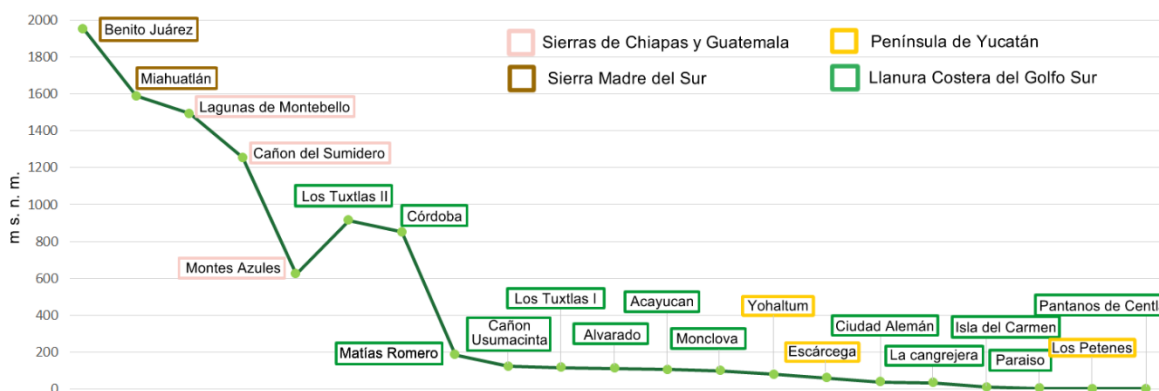 2000
Benito Juárez
Sierras de Chiapas y Guatemala
Península de Yucatán
1800
Sierra Madre del Sur
Llanura Costera del Golfo Sur
Miahuatlán
1600
Lagunas de Montebello
1400
Cañon del Sumidero
1200
m s. n. m.
Los Tuxtlas II
1000
Córdoba
800
Montes Azules
600
Los Tuxtlas I
Acayucan
Yohaltum
Pantanos de Centl
400
Cañon
Usumacinta
Ciudad Alemán
Isla del Carmen
Alvarado
Monclova
Matías Romero
Escárcega
La cangrejera
Paraiso
Los Petenes
200
0